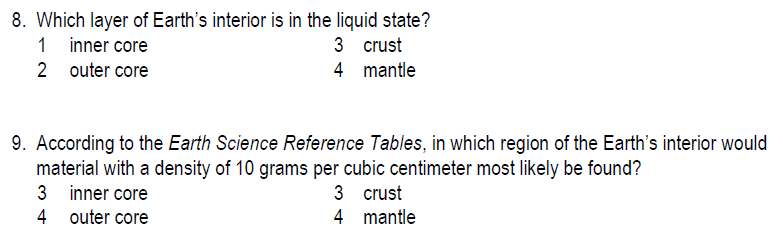 8. Which layer of Earth's interior is in the liquid state?
1 inner core 3 crust
2 outer core 4 mantle
9. According to the Earth Science Reference Tables, in which region of the Earth's interior would
material with a density of 10 grams per cubic centimeter most likely be found?
3 inner core 3 crust
4 outer core 4 mantle